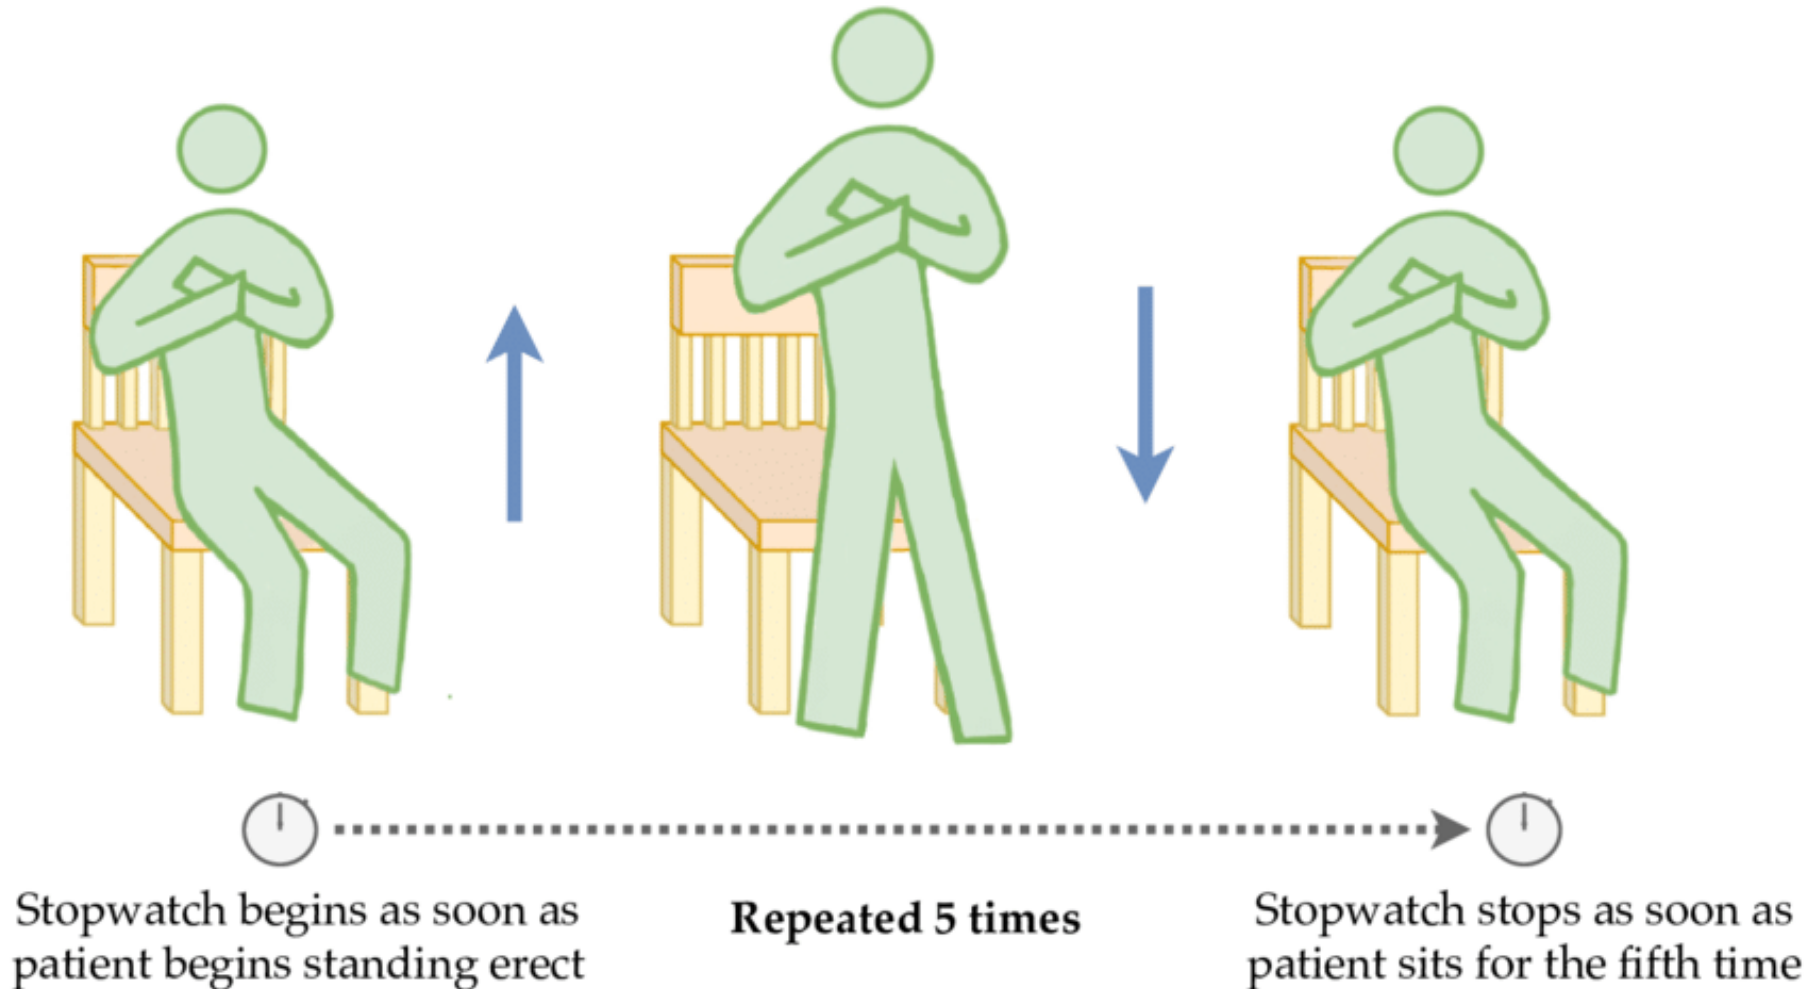 Stopwatch begins as soon as
patient begins standing erect
Repeated 5 times
Stopwatch stops as soon as
patient sits for the fifth time